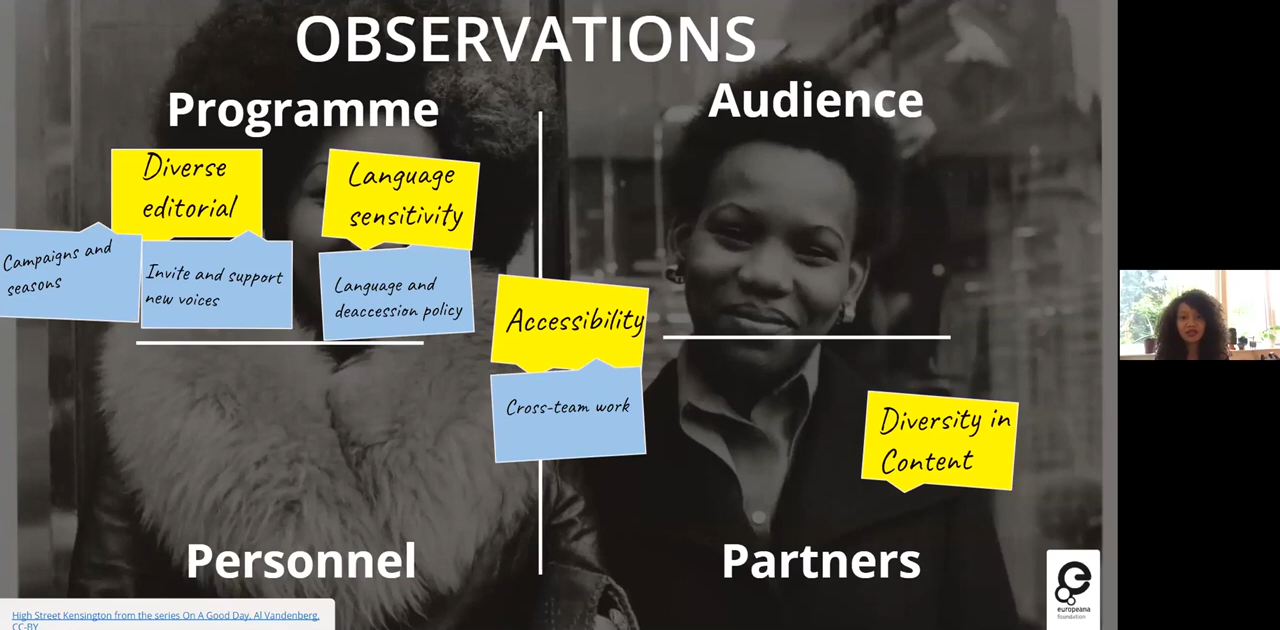 OBSERVATIONS
Programme
Audience
Diverse
editorial
Language
sensitivity
Campaigns and
seasons
Invite and support
new voices
Language and
deaccession policy
Accessibility
Cross-team work
Diversity in
Content
Personnel
Partners
High Street Kensington from the series On A Good Day, Al Vandenberg,
CC-BY
europeana
foundation